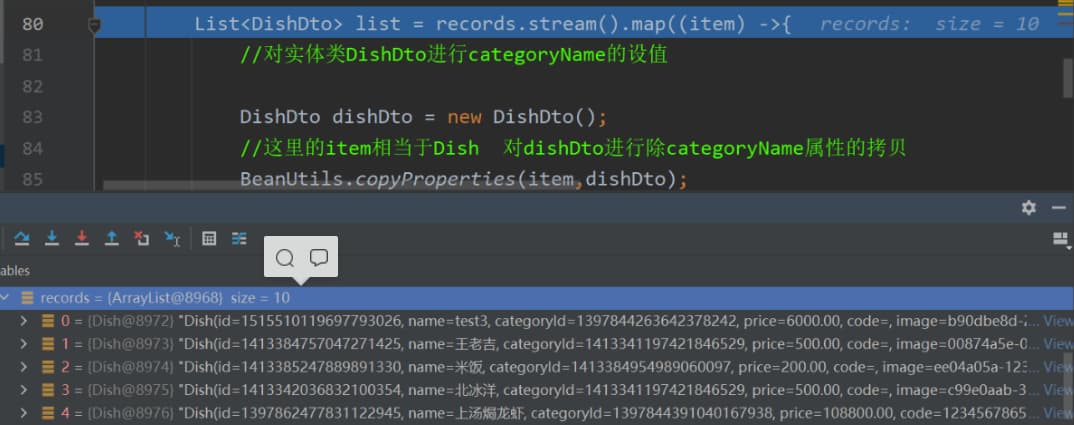 80 List<DishDto> list = records.stream().map((item) ->{ records: size = 10
81 //对实体类DishDto进行categoryName的设值
82
83 DishDto dishDto = new DishDto();
84 //这里的item相当于Dish 对dishDto进行除categoryName属性的拷贝
85 BeanUtils.copyProperties(item,dishDto);
ables
records = {ArrayList@8968} size = 10
0 = {Dish@8972} "Dish(id=1515510119697793026, name=test3, categoryId=1397844263642378242, price=6000.00, code=, image=b90dbe8d-... View
1 = {Dish@8973} "Dish(id=1413384757047271425, name=王老吉, categoryId=1413341197421846529, price=500.00, code=, image=00874a5e-0... View
2 = {Dish@8974} "Dish(id=1413385247889891330, name=米饭, categoryId=1413384954989060097, price=200.00, code=, image=ee04a05a-123... View
3 = {Dish@8975} "Dish(id=1413342036832100354, name=北冰洋, categoryId=1413341197421846529, price=500.00, code=, image=c99e0aab-3... View
4 = {Dish@8976} "Dish(id=1397862477831122945, name=上汤焗龙虾, categoryId=1397844391040167938, price=108800.00, code=1234567865... View